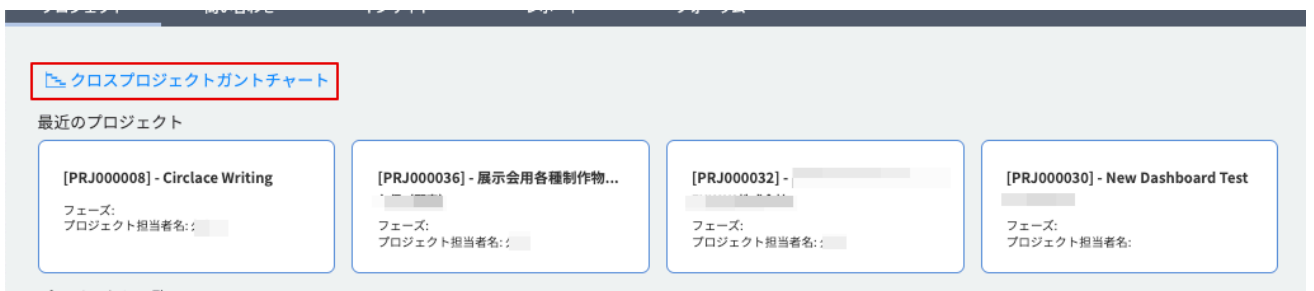 クロスプロジェクトガントチャート
最近のプロジェクト
[PRJ000008] - Circlace Writing
フェーズ:
プロジェクト担当者名:
[PRJ000036] - 展示会用各種制作物...
フェーズ:
プロジェクト担当者名:
[PRJ000032] -
フェーズ:
プロジェクト担当者名:
[PRJ000030] - New Dashboard Test
フェーズ:
プロジェクト担当者名: